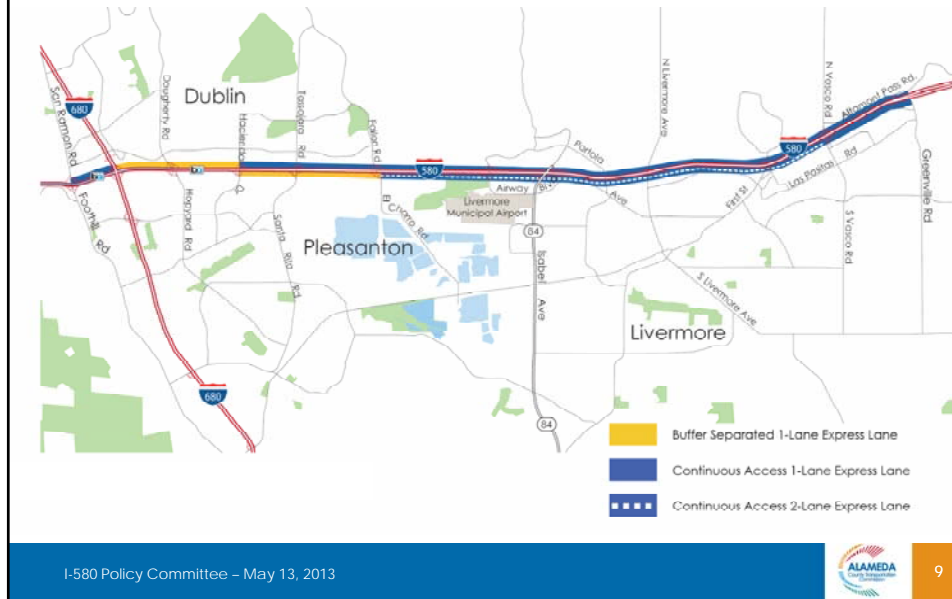 Dublin
Pleasanton
Livermore
San Ramon Rd
Foothill Rd
Dougherty Rd
Hopyard Rd
Hacienda
Tassajara Rd
Santa Rita Rd
Fallon Rd
El Charro Rd
Airway Blvd
Livermore
Municipal Airport
Isabel Ave
Portola Ave
N Livermore Ave
S Livermore Ave
First St
N Vasco Rd
S Vasco Rd
Las Positas Rd
Altamont Pass Rd.
Greenville Rd
680
680
580
580
84
84
Buffer Separated 1-Lane Express Lane
Continuous Access 1-Lane Express Lane
Continuous Access 2-Lane Express Lane
I-580 Policy Committee – May 13, 2013
ALAMEDA
County Transportation
Commission
9